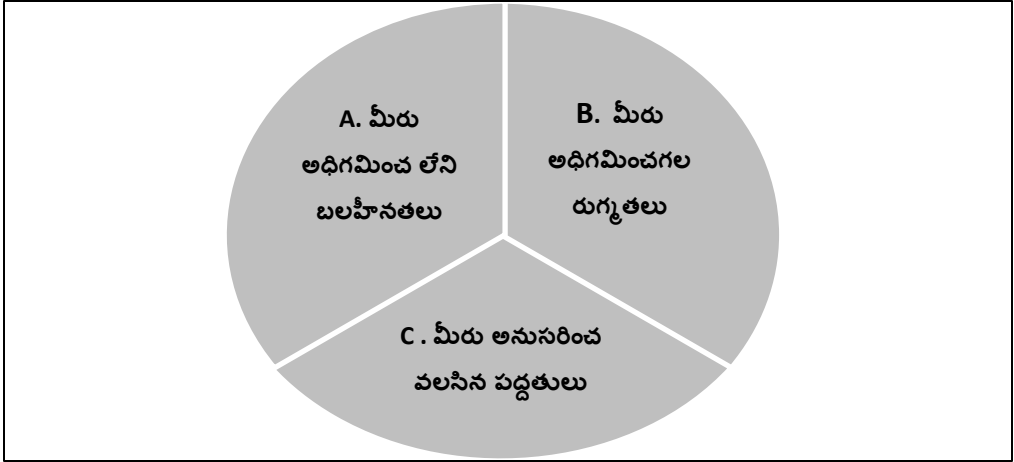 A. మీరు
అధిగమించ లేని
బలహీనతలు
B. మీరు
అధిగమించగల
రుగ్మతలు
C . మీరు అనుసరించ
వలసిన పద్దతులు